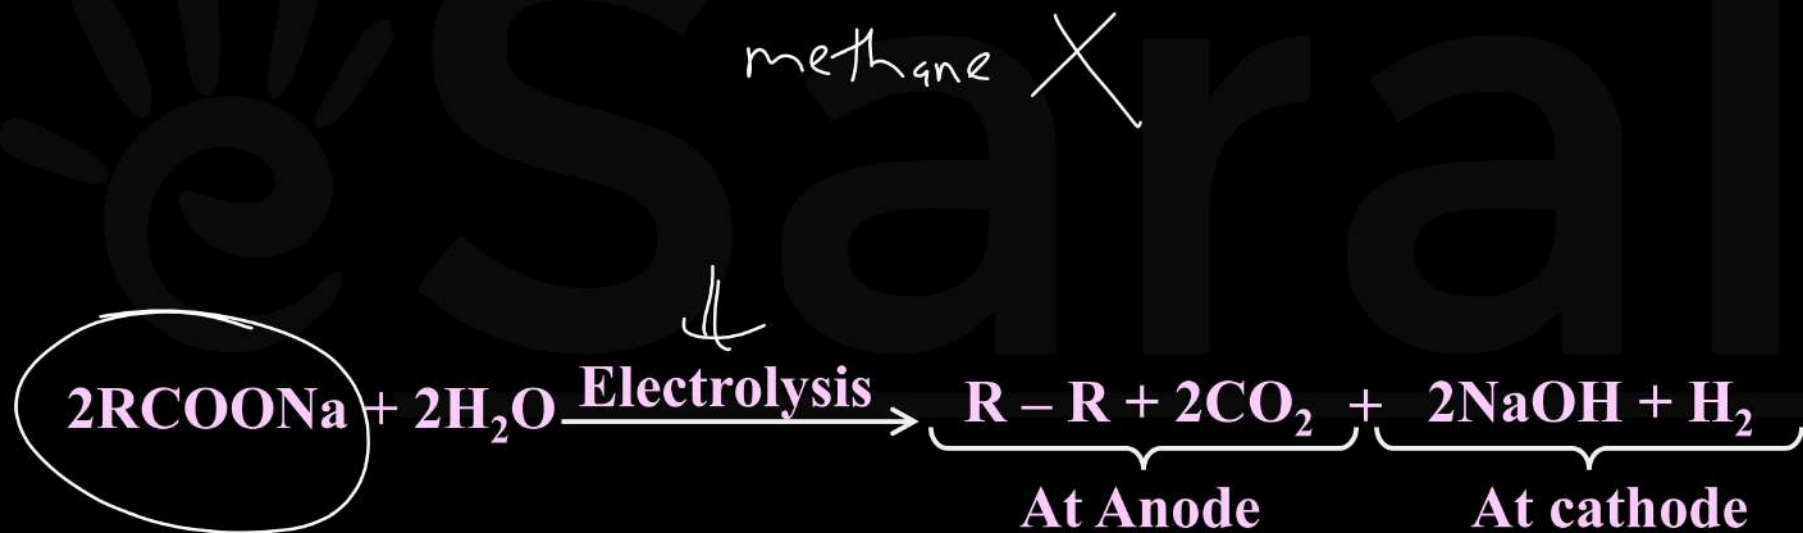 eSaral
methane X
2RCOONa + 2H₂O Electrolysis R – R + 2CO₂ + 2NaOH + H₂
At Anode At cathode